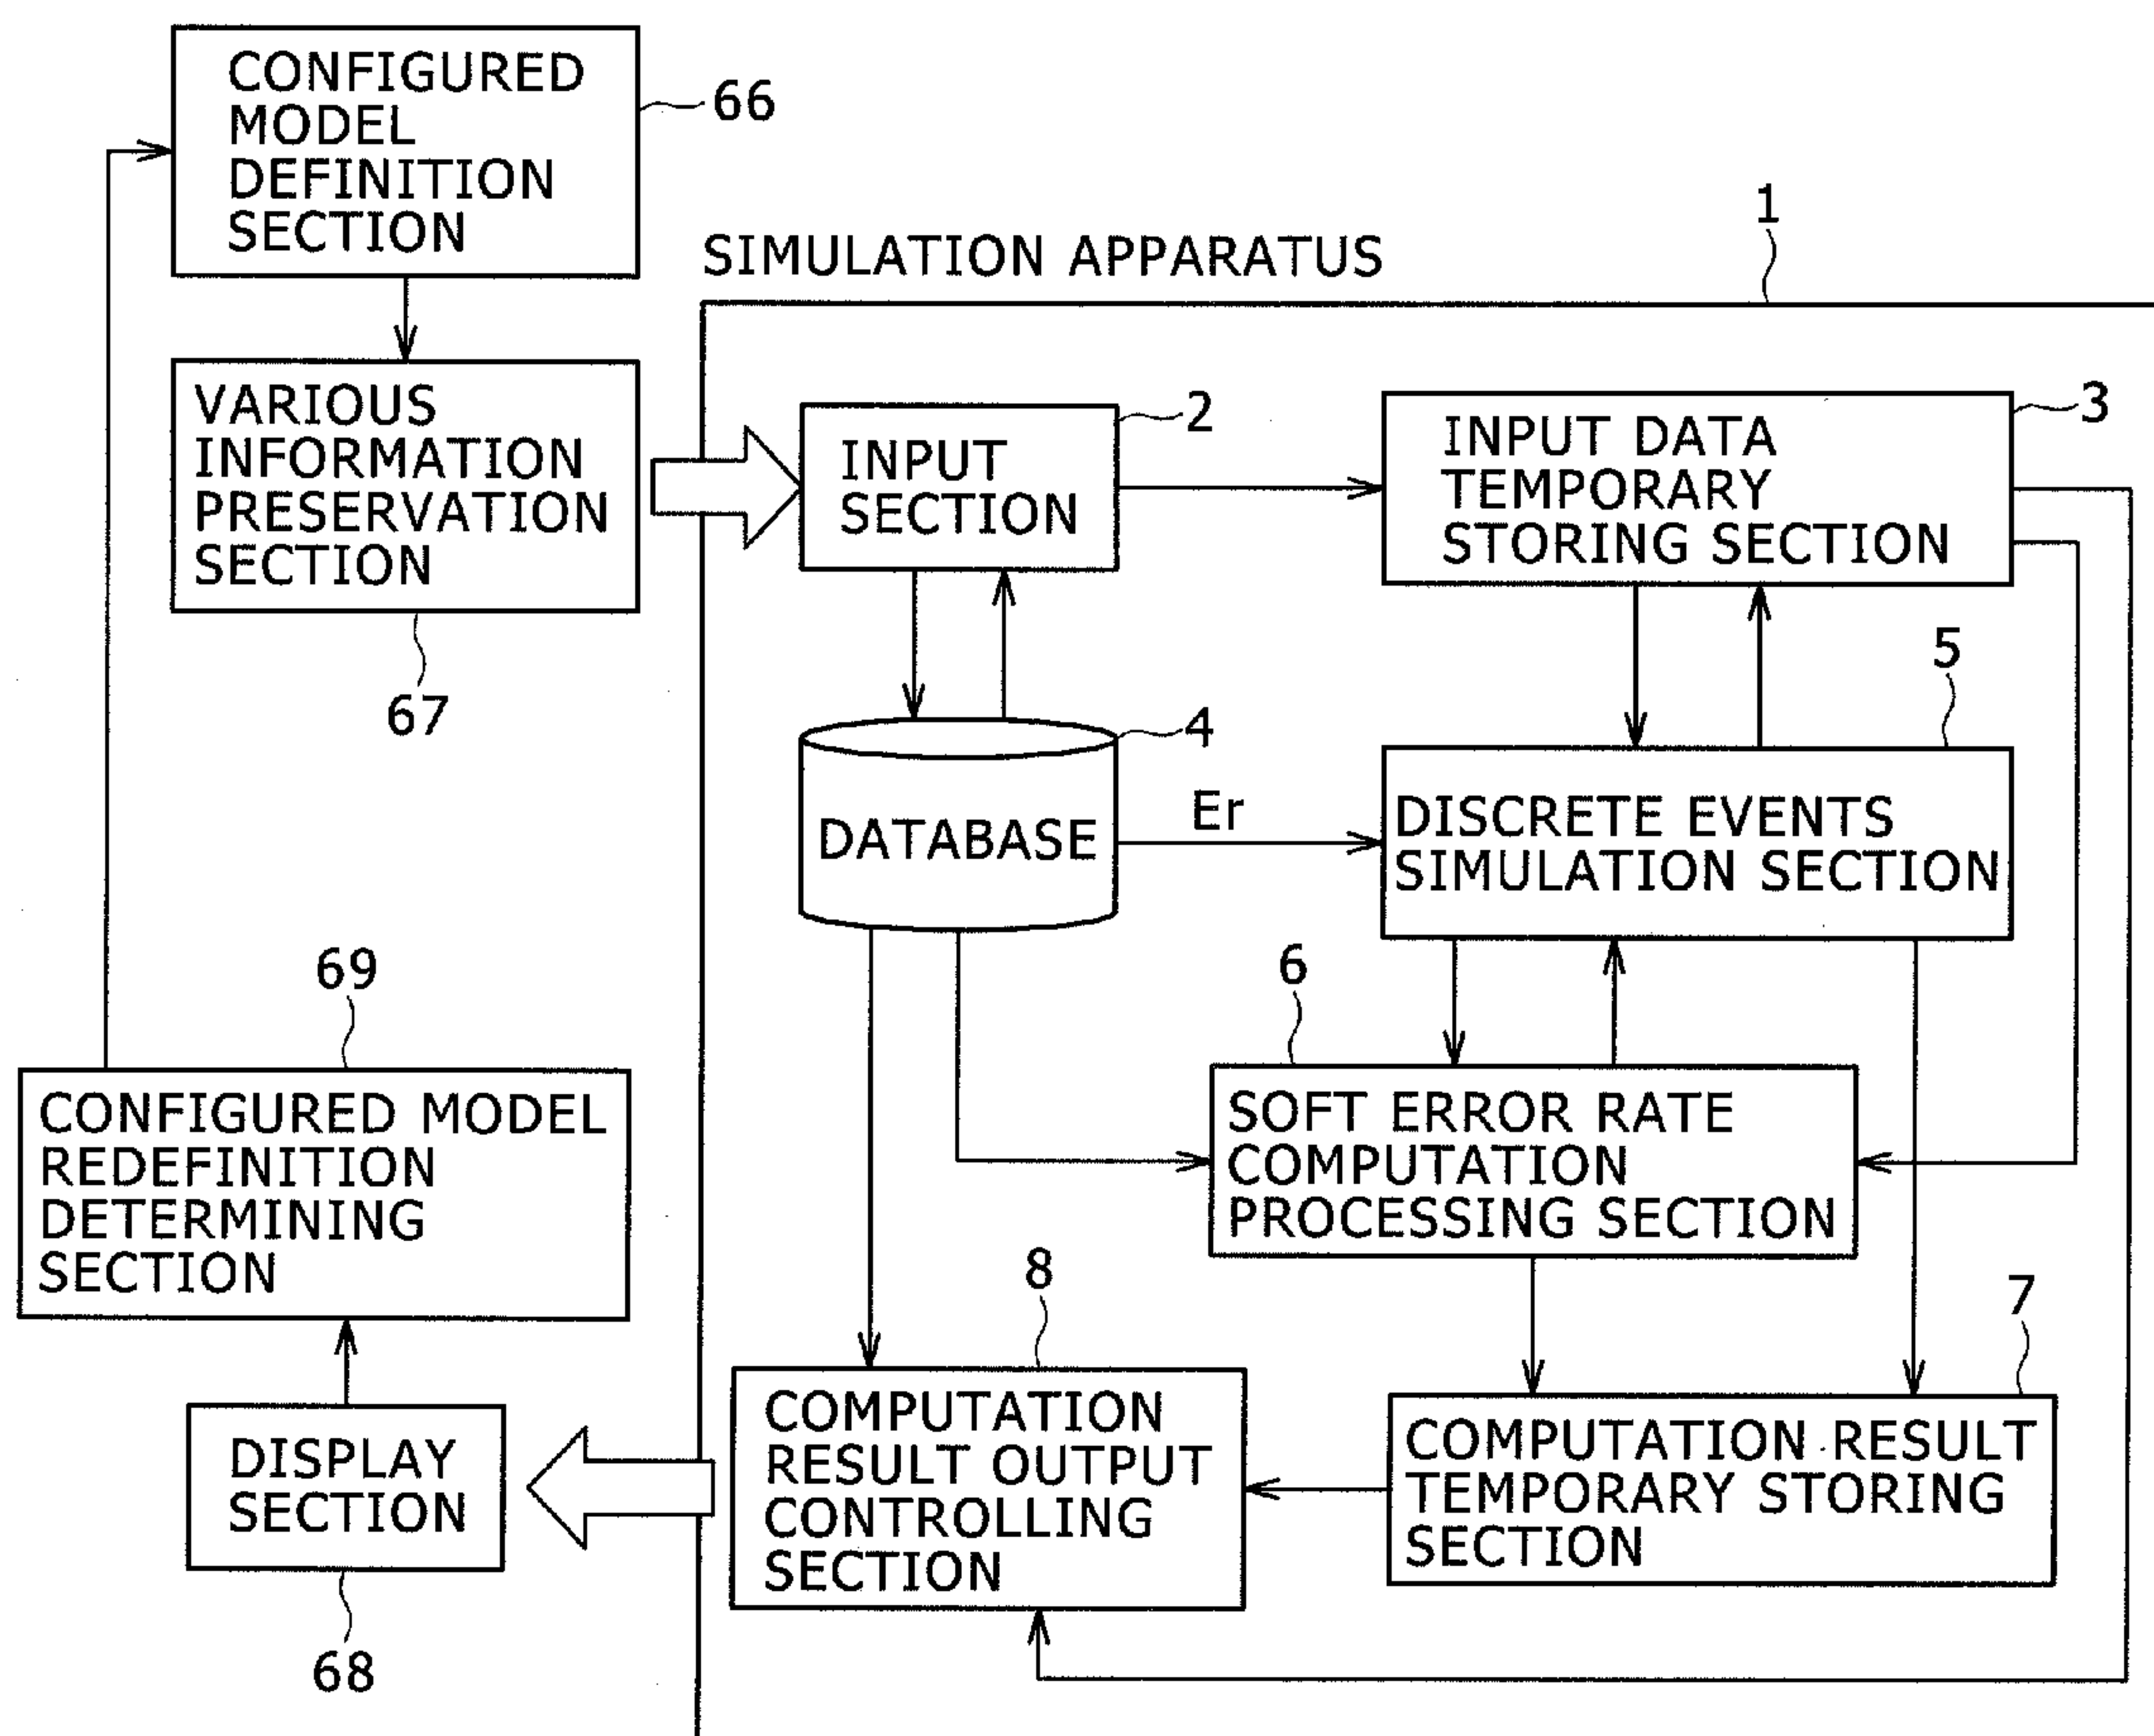 CONFIGURED
MODEL
DEFINITION
SECTION
66
1
SIMULATION APPARATUS
VARIOUS
INFORMATION
PRESERVATION
SECTION
67
INPUT
SECTION
2
INPUT DATA
TEMPORARY
STORING SECTION
3
4
DATABASE
Er
5
DISCRETE EVENTS
SIMULATION SECTION
69
CONFIGURED MODEL
REDEFINITION
DETERMINING
SECTION
6
SOFT ERROR RATE
COMPUTATION
PROCESSING SECTION
DISPLAY
SECTION
68
8
COMPUTATION
RESULT OUTPUT
CONTROLLING
SECTION
7
COMPUTATION RESULT
TEMPORARY STORING
SECTION